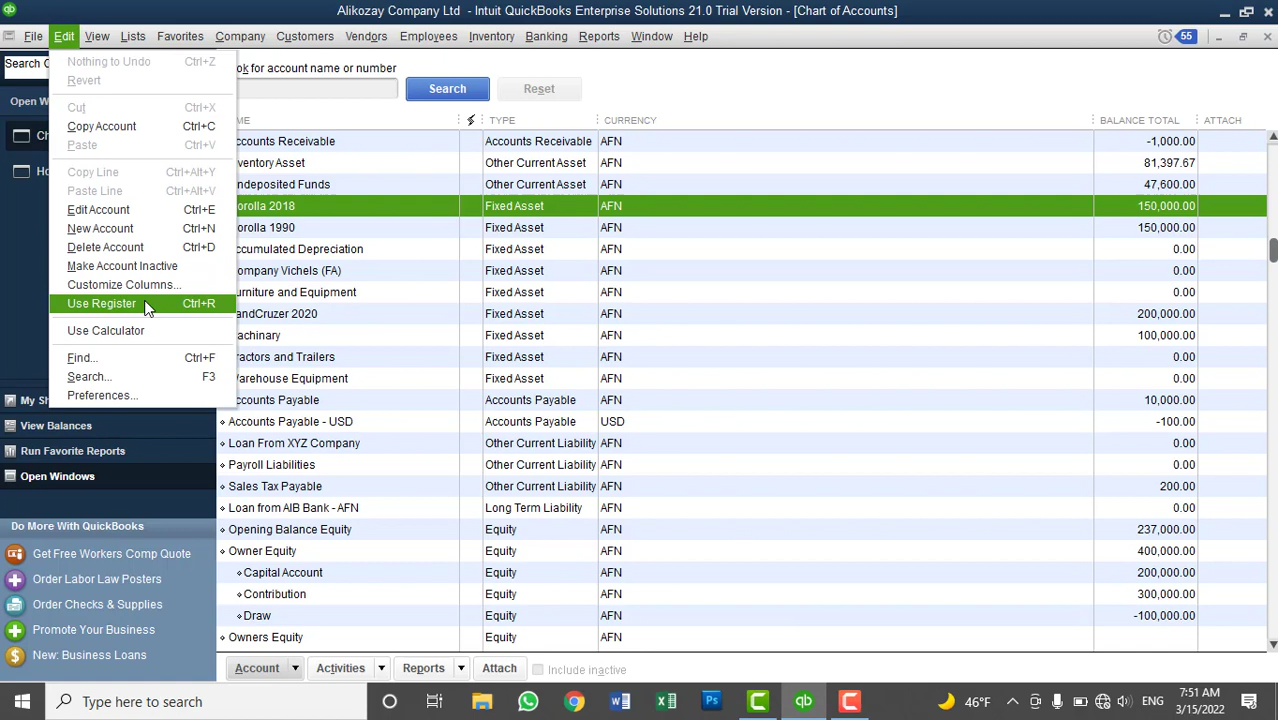 Alikozay Company Ltd - Intuit QuickBooks Enterprise Solutions 21.0 Trial Version - [Chart of Accounts]
File Edit View Lists Favorites Company Customers Vendors Employees Inventory Banking Reports Window Help 55
Search C
Open W
Ch
Ho
Nothing to Undo Ctrl+Z
Revert
Cut Ctrl+X
Copy Account Ctrl+C
Paste Ctrl+V
Copy Line Ctrl+Alt+Y
Paste Line Ctrl+Alt+V
Edit Account Ctrl+E
New Account Ctrl+N
Delete Account Ctrl+D
Make Account Inactive
Customize Columns...
Use Register Ctrl+R
Use Calculator
Find... Ctrl+F
Search... F3
Preferences...
My Sh
View Balances
Run Favorite Reports
Open Windows
Do More With QuickBooks
Get Free Workers Comp Quote
Order Labor Law Posters
Order Checks & Supplies
Promote Your Business
New: Business Loans
ok for account name or number
Search Reset
ME TYPE CURRENCY BALANCE TOTAL ATTACH
ccounts Receivable Accounts Receivable AFN -1,000.00
ventory Asset Other Current Asset AFN 81,397.67
ndeposited Funds Other Current Asset AFN 47,600.00
orolla 2018 Fixed Asset AFN 150,000.00
orolla 1990 Fixed Asset AFN 150,000.00
ccumulated Depreciation Fixed Asset AFN 0.00
ompany Vichels (FA) Fixed Asset AFN 0.00
urniture and Equipment Fixed Asset AFN 0.00
andCruzer 2020 Fixed Asset AFN 200,000.00
achinary Fixed Asset AFN 100,000.00
ractors and Trailers Fixed Asset AFN 0.00
arehouse Equipment Fixed Asset AFN 0.00
ccounts Payable Accounts Payable AFN 10,000.00
Accounts Payable - USD Accounts Payable USD -100.00
Loan From XYZ Company Other Current Liability AFN 0.00
Payroll Liabilities Other Current Liability AFN 0.00
Sales Tax Payable Other Current Liability AFN 200.00
Loan from AIB Bank - AFN Long Term Liability AFN 0.00
Opening Balance Equity Equity AFN 237,000.00
Owner Equity Equity AFN 400,000.00
Capital Account Equity AFN 200,000.00
Contribution Equity AFN 300,000.00
Draw Equity AFN -100,000.00
Owners Equity Equity AFN 0.00
Account Activities Reports Attach Include inactive
Type here to search
46°F ENG
7:51 AM
3/15/2022